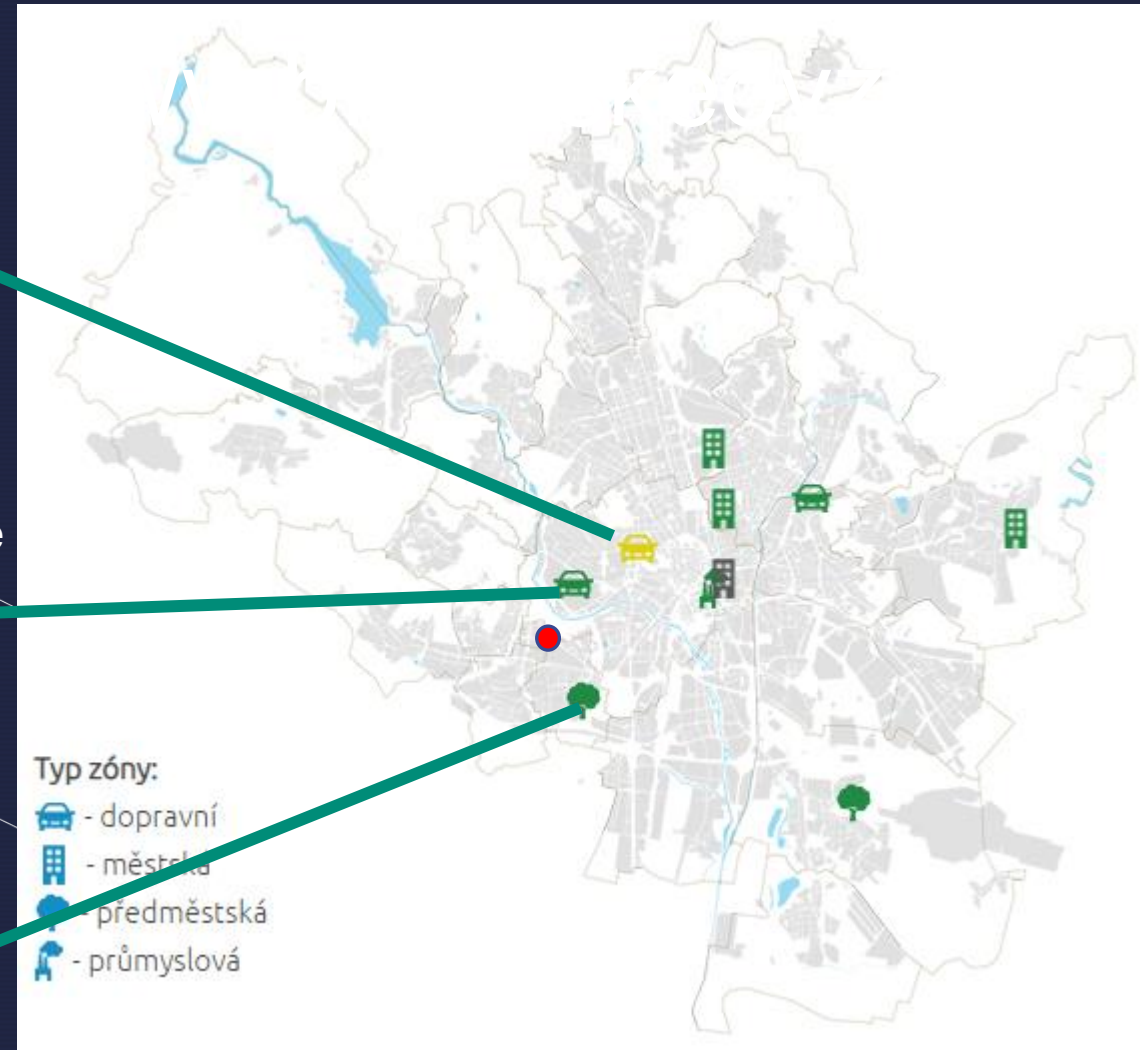 e
Typ zóny:
- dopravní
- městská
- předměstská
- průmyslová